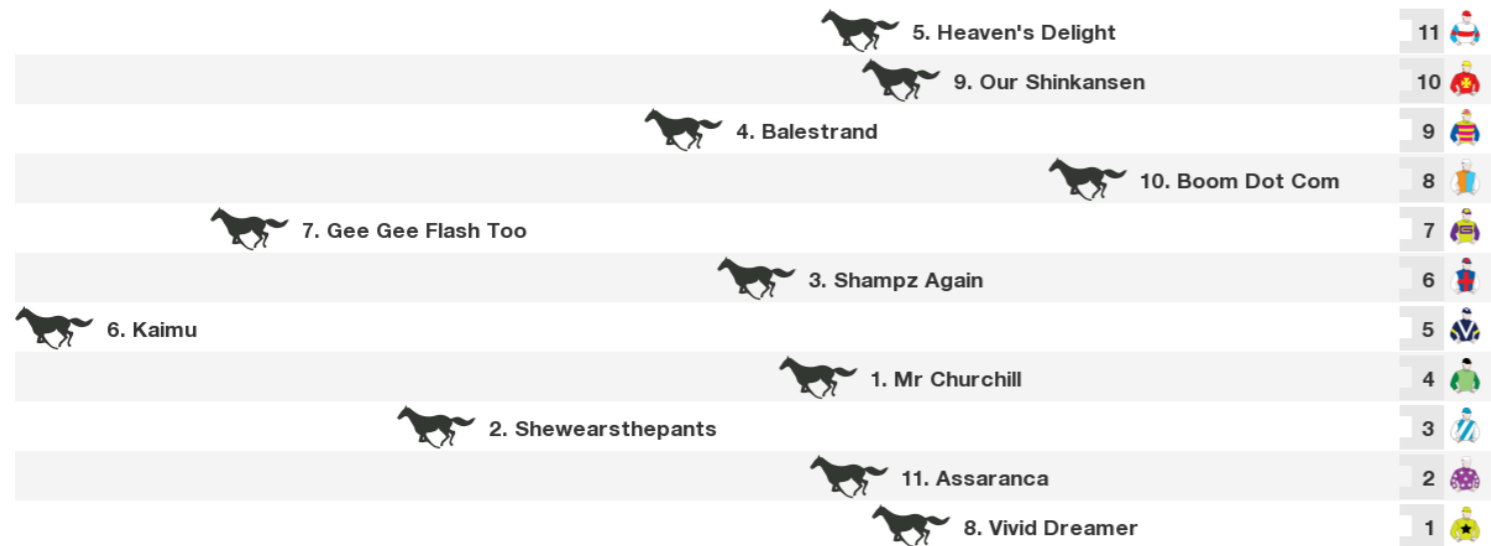 5. Heaven's Delight 11
9. Our Shinkansen 10
4. Balestrand 9
10. Boom Dot Com 8
7. Gee Gee Flash Too 7
3. Shampz Again 6
6. Kaimu 5
1. Mr Churchill 4
2. Shewearsthepants 3
11. Assaranca 2
8. Vivid Dreamer 1